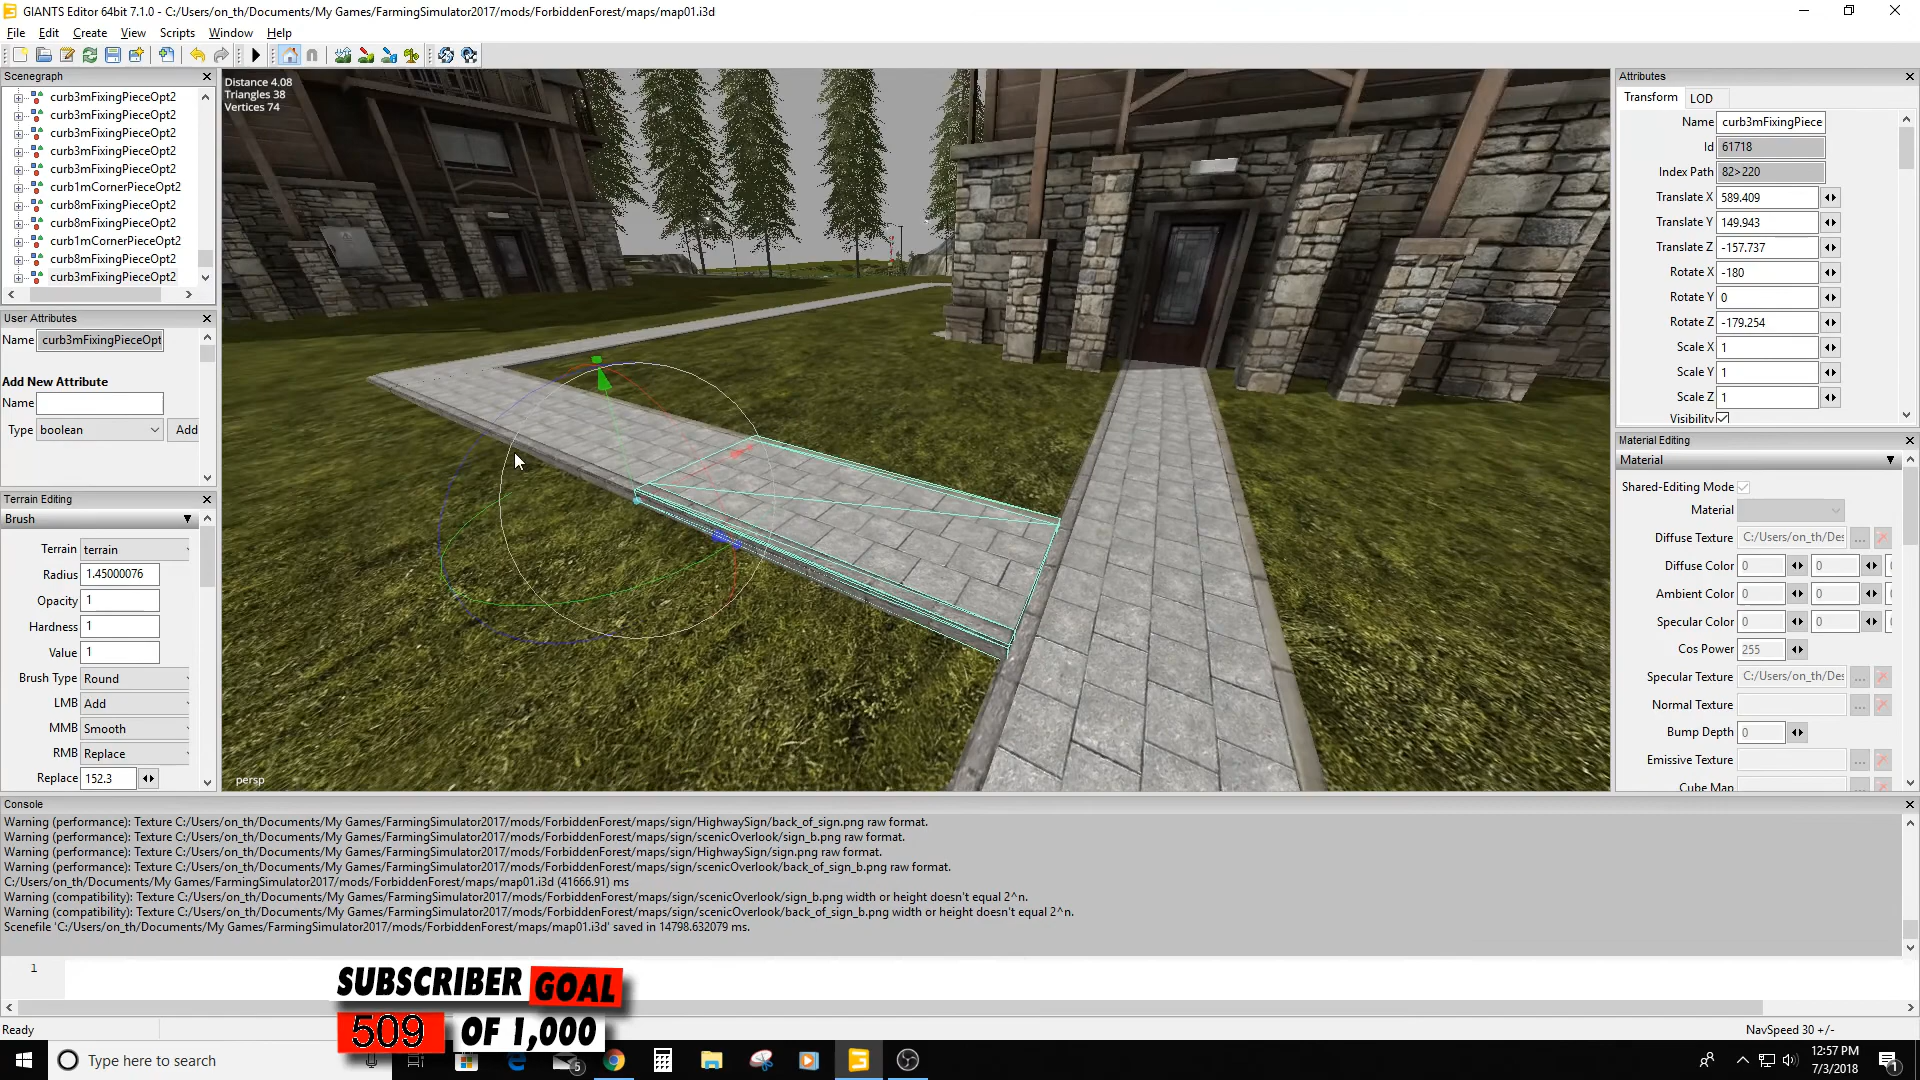 GIANTS Editor 64bit 7.1.0 - C:/Users/on_th/Documents/My Games/FarmingSimulator2017/mods/ForbiddenForest/maps/map01.i3d
File Edit Create View Scripts Window Help
Scenegraph
curb3mFixingPieceOpt2
curb3mFixingPieceOpt2
curb3mFixingPieceOpt2
curb3mFixingPieceOpt2
curb3mFixingPieceOpt2
curb1mCornerPieceOpt2
curb8mFixingPieceOpt2
curb8mFixingPieceOpt2
curb1mCornerPieceOpt2
curb8mFixingPieceOpt2
curb3mFixingPieceOpt2
User Attributes
Name curb3mFixingPieceOpt
Add New Attribute
Name
Type boolean Add
Terrain Editing
Brush
Terrain terrain
Radius 1.45000076
Opacity 1
Hardness 1
Value 1
Brush Type Round
LMB Add
MMB Smooth
RMB Replace
Replace 152.3
Distance 4.08
Triangles 38
Vertices 74
persp
Attributes
Transform LOD
Name curb3mFixingPiece
Id 61718
Index Path 82>220
Translate X 589.409
Translate Y 149.943
Translate Z -157.737
Rotate X -180
Rotate Y 0
Rotate Z -179.254
Scale X 1
Scale Y 1
Scale Z 1
Visibility
Material Editing
Material
Shared-Editing Mode
Material
Diffuse Texture C:/Users/on_th/Des ...
Diffuse Color 0 0
Ambient Color 0 0
Specular Color 0 0
Cos Power 255
Specular Texture C:/Users/on_th/Des ...
Normal Texture ...
Bump Depth 0
Emissive Texture ...
Cube Map
Console
Warning (performance): Texture C:/Users/on_th/Documents/My Games/FarmingSimulator2017/mods/ForbiddenForest/maps/sign/HighwaySign/back_of_sign.png raw format.
Warning (performance): Texture C:/Users/on_th/Documents/My Games/FarmingSimulator2017/mods/ForbiddenForest/maps/sign/scenicOverlook/sign_b.png raw format.
Warning (performance): Texture C:/Users/on_th/Documents/My Games/FarmingSimulator2017/mods/ForbiddenForest/maps/sign/HighwaySign/sign.png raw format.
Warning (performance): Texture C:/Users/on_th/Documents/My Games/FarmingSimulator2017/mods/ForbiddenForest/maps/sign/scenicOverlook/back_of_sign_b.png raw format.
C:/Users/on_th/Documents/My Games/FarmingSimulator2017/mods/ForbiddenForest/maps/map01.i3d (41666.91) ms
Warning (compatibility): Texture C:/Users/on_th/Documents/My Games/FarmingSimulator2017/mods/ForbiddenForest/maps/sign/scenicOverlook/sign_b.png width or height doesn't equal 2^n.
Warning (compatibility): Texture C:/Users/on_th/Documents/My Games/FarmingSimulator2017/mods/ForbiddenForest/maps/sign/scenicOverlook/back_of_sign_b.png width or height doesn't equal 2^n.
Scenefile 'C:/Users/on_th/Documents/My Games/FarmingSimulator2017/mods/ForbiddenForest/maps/map01.i3d' saved in 14798.632079 ms.
1
SUBSCRIBER GOAL
509 OF 1,000
Ready
NavSpeed 30 +/-
Type here to search
5
12:57 PM
7/3/2018
1